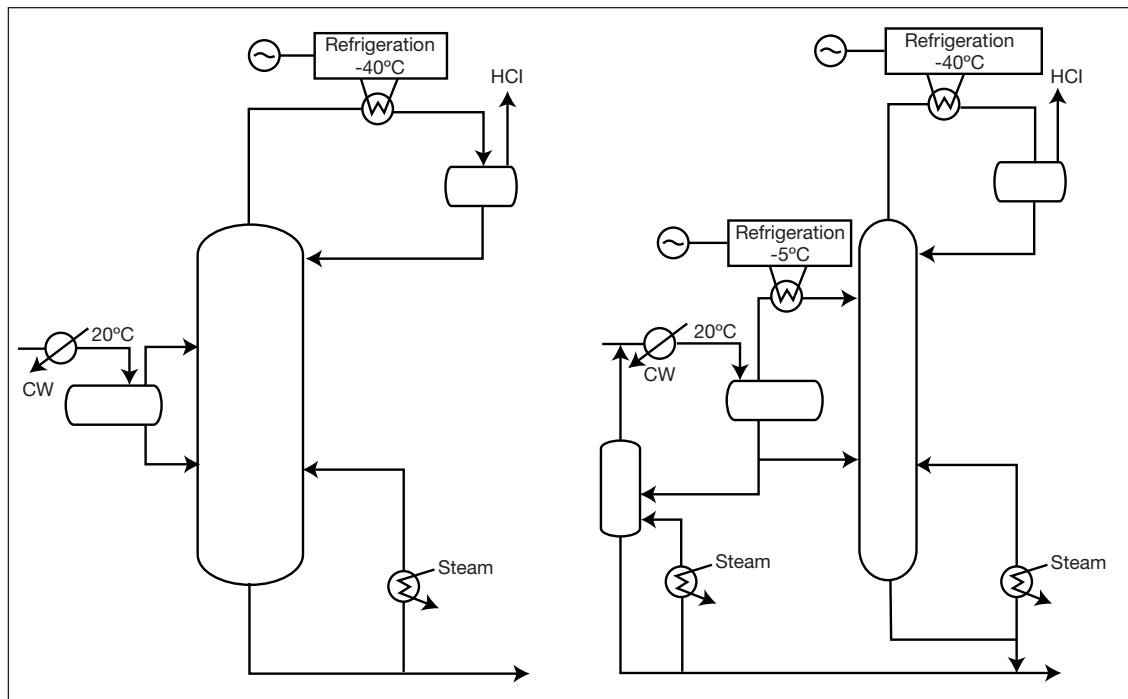 Refrigeration
-40ºC
HCl
20ºC
CW
Steam
Refrigeration
-40ºC
HCl
Refrigeration
-5ºC
20ºC
CW
Steam
Steam